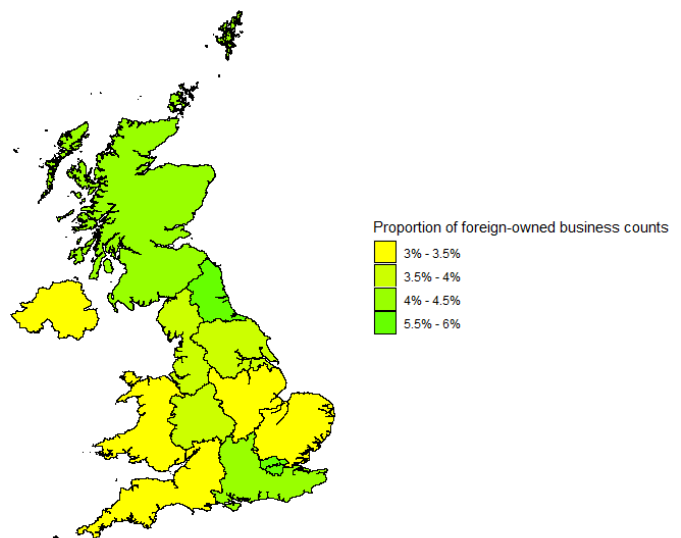 Proportion of foreign-owned business counts
3% - 3.5%
3.5% - 4%
4% - 4.5%
5.5% - 6%